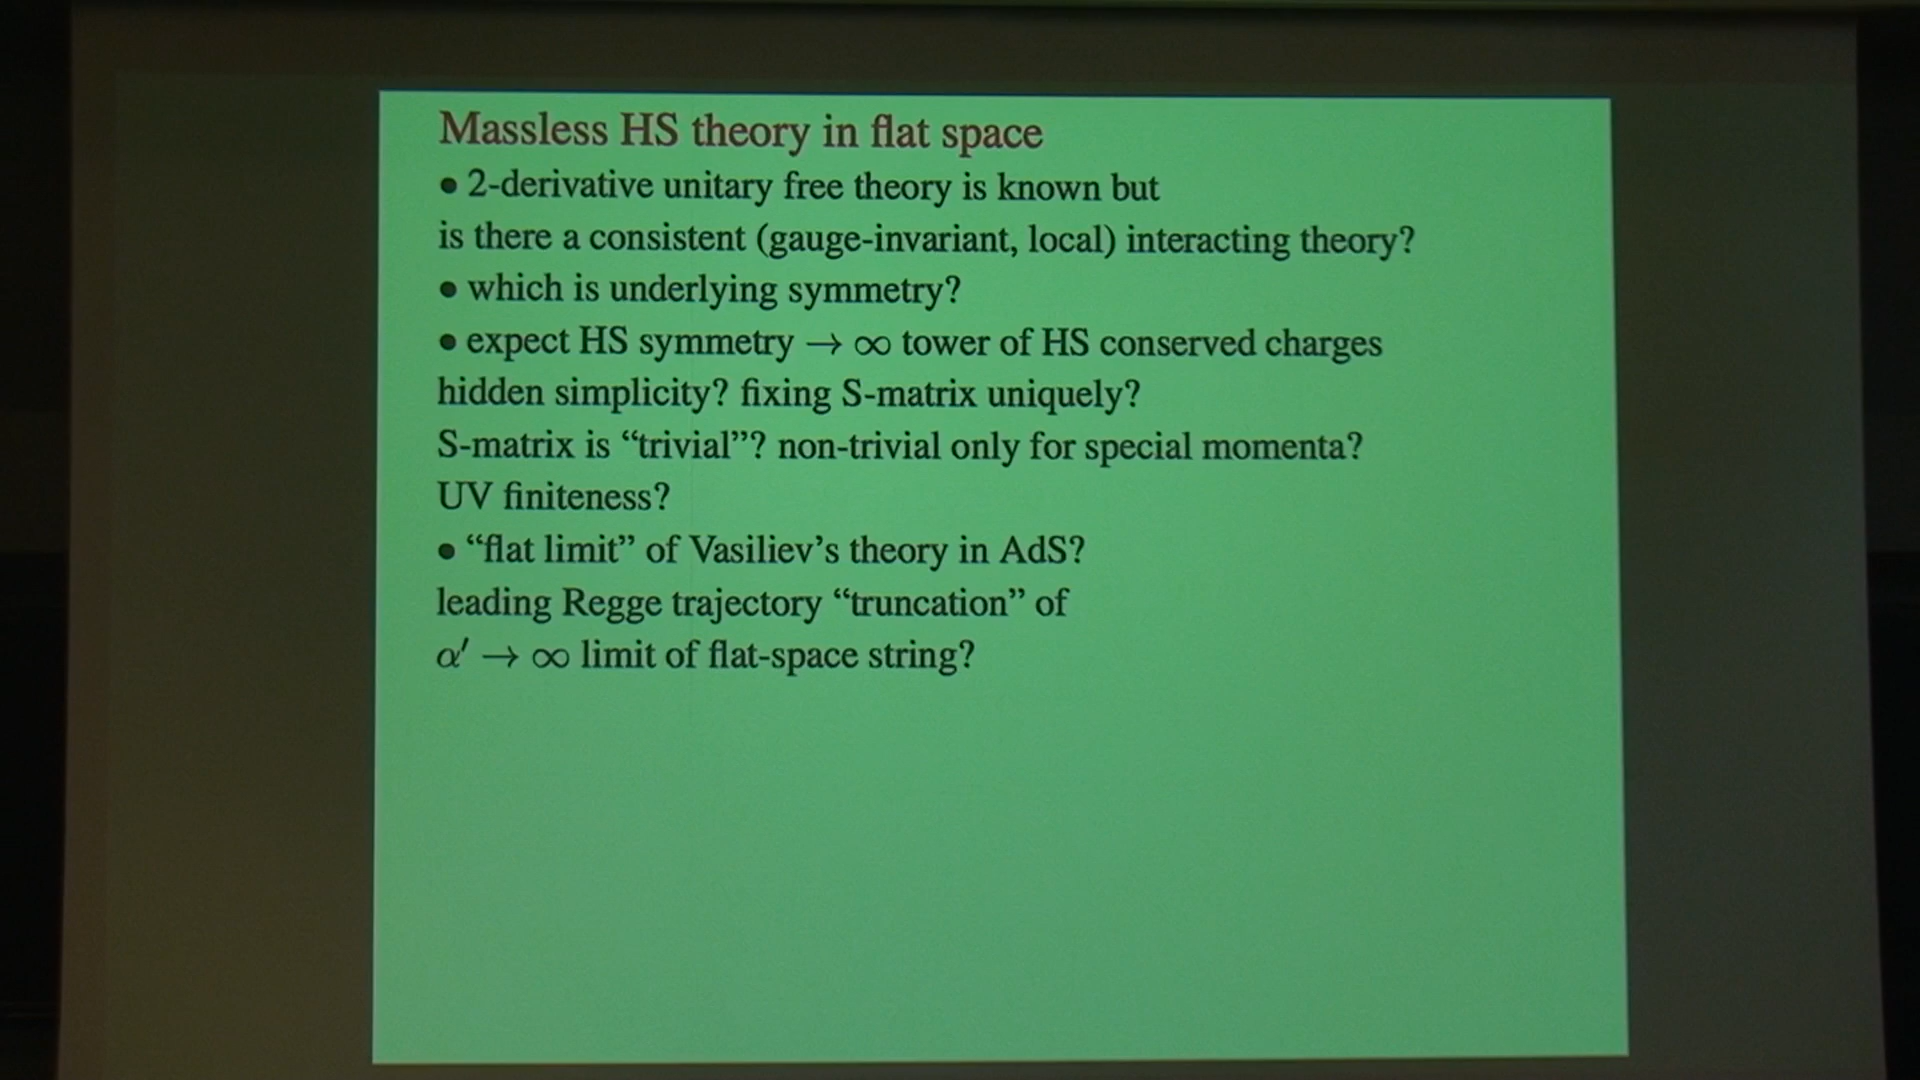 Massless HS theory in flat space
• 2-derivative unitary free theory is known but
is there a consistent (gauge-invariant, local) interacting theory?
• which is underlying symmetry?
• expect HS symmetry → ∞ tower of HS conserved charges
hidden simplicity? fixing S-matrix uniquely?
S-matrix is “trivial”? non-trivial only for special momenta?
UV finiteness?
• “flat limit” of Vasiliev’s theory in AdS?
leading Regge trajectory “truncation” of
α′ → ∞ limit of flat-space string?